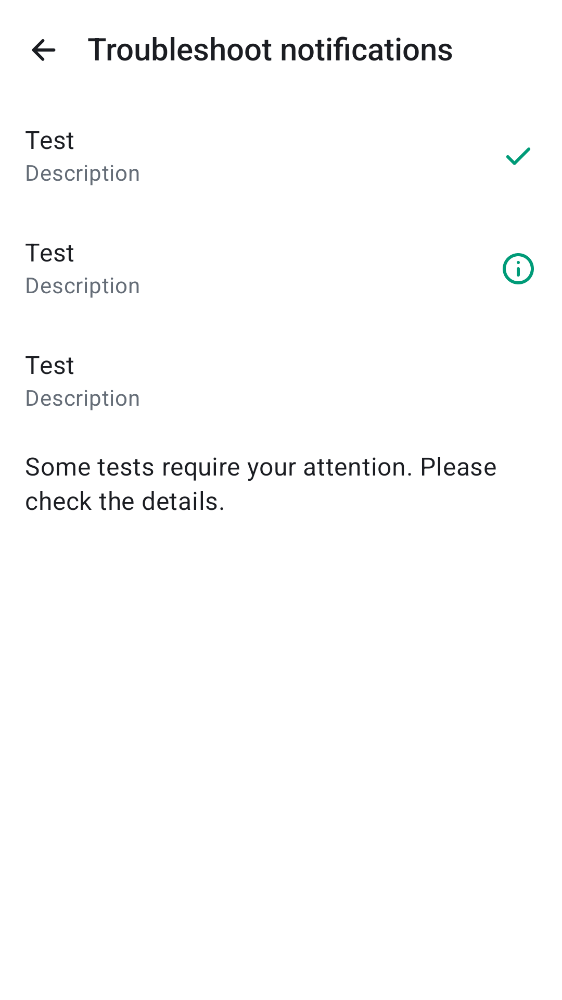 Troubleshoot notifications
Test
Description
Test
Description
Test
Description
Some tests require your attention. Please
check the details.